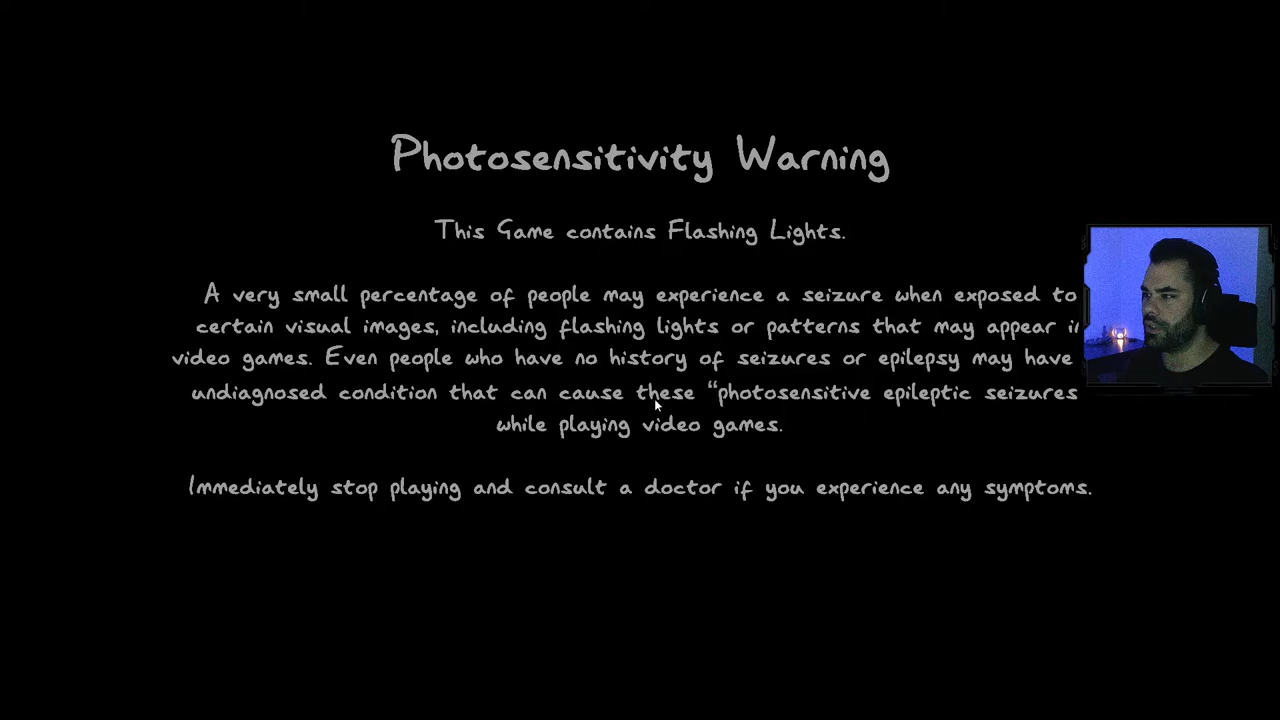 Photosensitivity Warning
This Game contains Flashing Lights.
A very small percentage of people may experience a seizure when exposed to
certain visual images, including flashing lights or patterns that may appear
video games. Even people who have no history of seizures or epilepsy may have
undiagnosed condition that can cause these “photosensitive epileptic seizures
while playing video games.
Immediately stop playing and consult a doctor if you experience any symptoms.